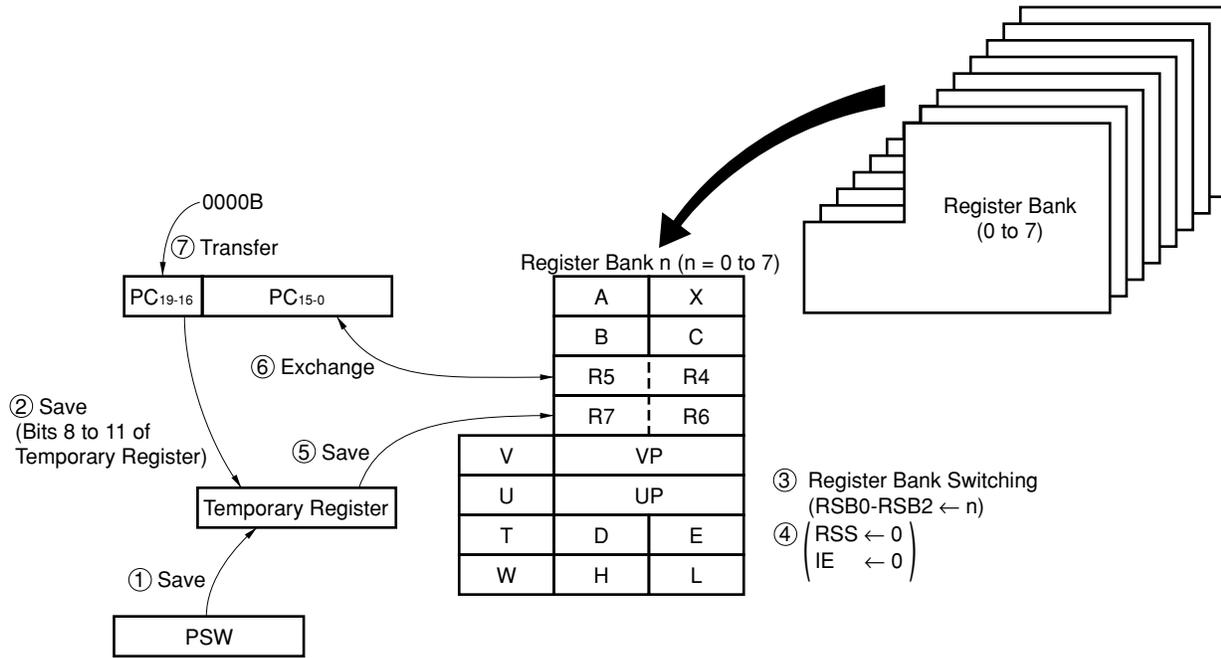 Register Bank
(0 to 7)
0000B
⑦ Transfer
Register Bank n (n = 0 to 7)
PC19-16 PC15-0
A X
B C
⑥ Exchange
R5 R4
② Save
(Bits 8 to 11 of
Temporary Register)
R7 R6
⑤ Save
V VP
③ Register Bank Switching
(RSB0-RSB2 ← n)
U UP
Temporary Register
④ RSS ← 0
IE ← 0
T D E
W H L
① Save
PSW